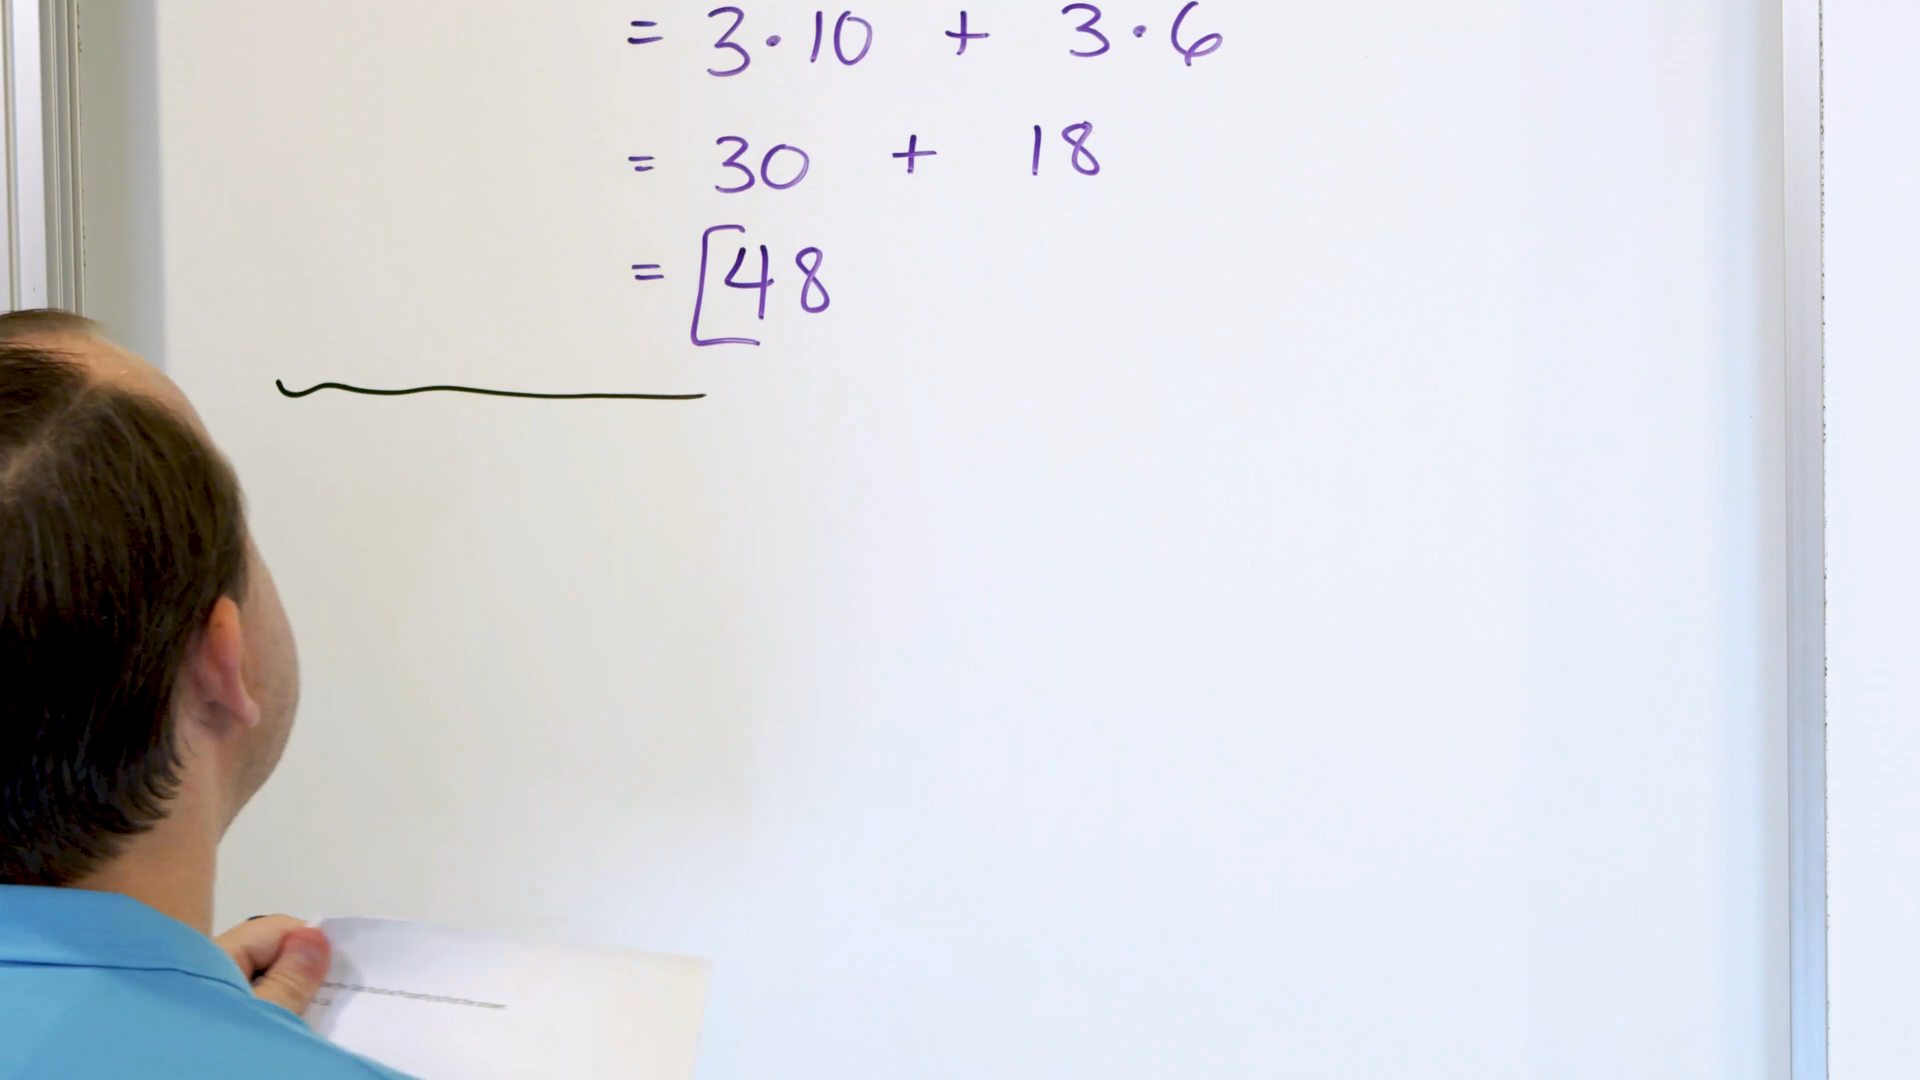 = 3·10 + 3·6
= 30 + 18
= [48